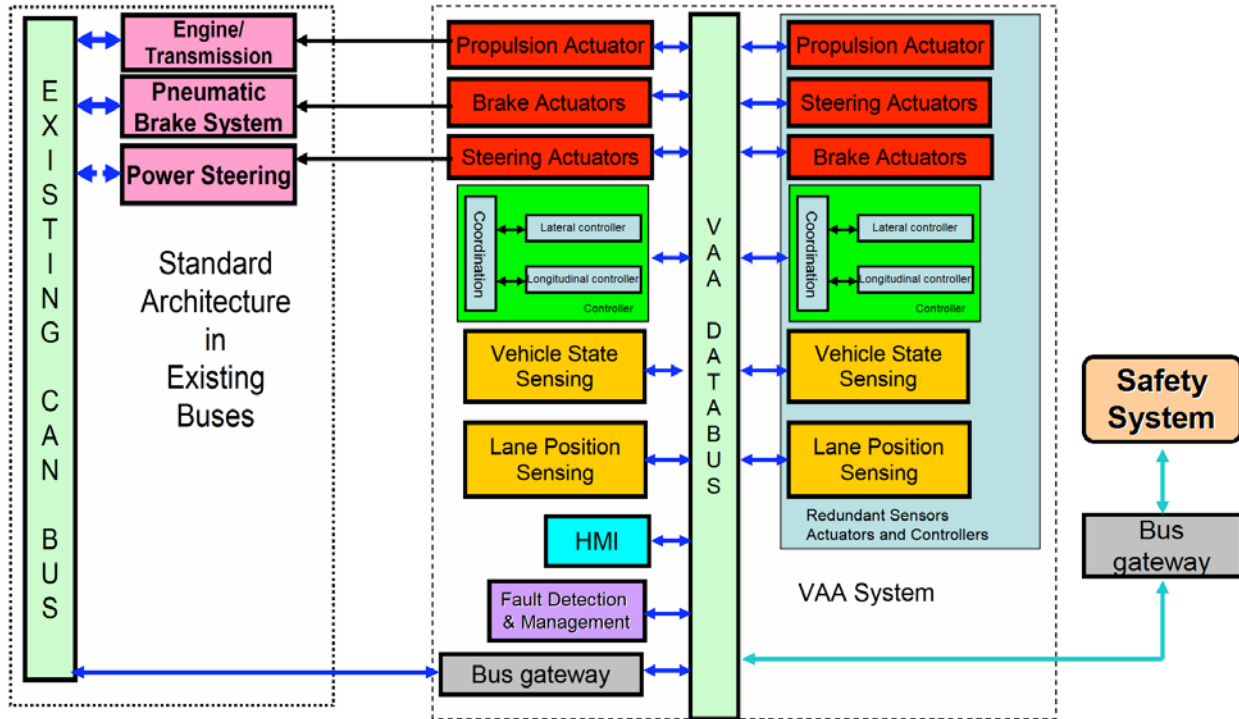 EXISTING CAN BUS
Engine/
Transmission
Pneumatic
Brake System
Power Steering
Standard
Architecture
in
Existing
Buses
Propulsion Actuator
Brake Actuators
Steering Actuators
Coordination
Lateral controller
Longitudinal controller
Controller
Vehicle State
Sensing
Lane Position
Sensing
HMI
Fault Detection
& Management
Bus gateway
VAA DATABUS
Propulsion Actuator
Steering Actuators
Brake Actuators
Coordination
Lateral controller
Longitudinal controller
Controller
Vehicle State
Sensing
Lane Position
Sensing
Redundant Sensors
Actuators and Controllers
VAA System
Safety
System
Bus
gateway